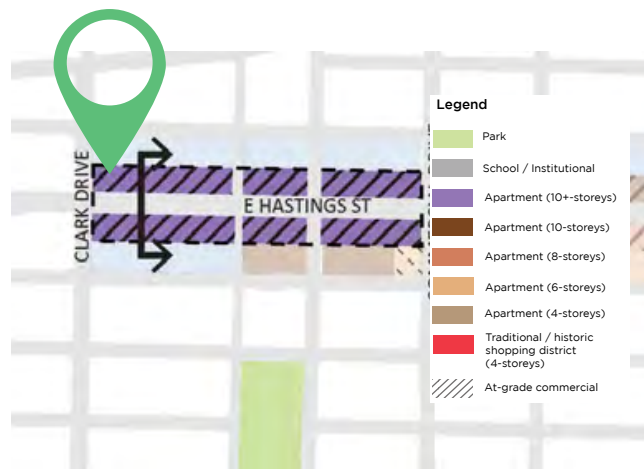 CLARK DRIVE
E HASTINGS ST
Legend
Park
School / Institutional
Apartment (10+-storeys)
Apartment (10-storeys)
Apartment (8-storeys)
Apartment (6-storeys)
Apartment (4-storeys)
Traditional / historic
shopping district
(4-storeys)
At-grade commercial